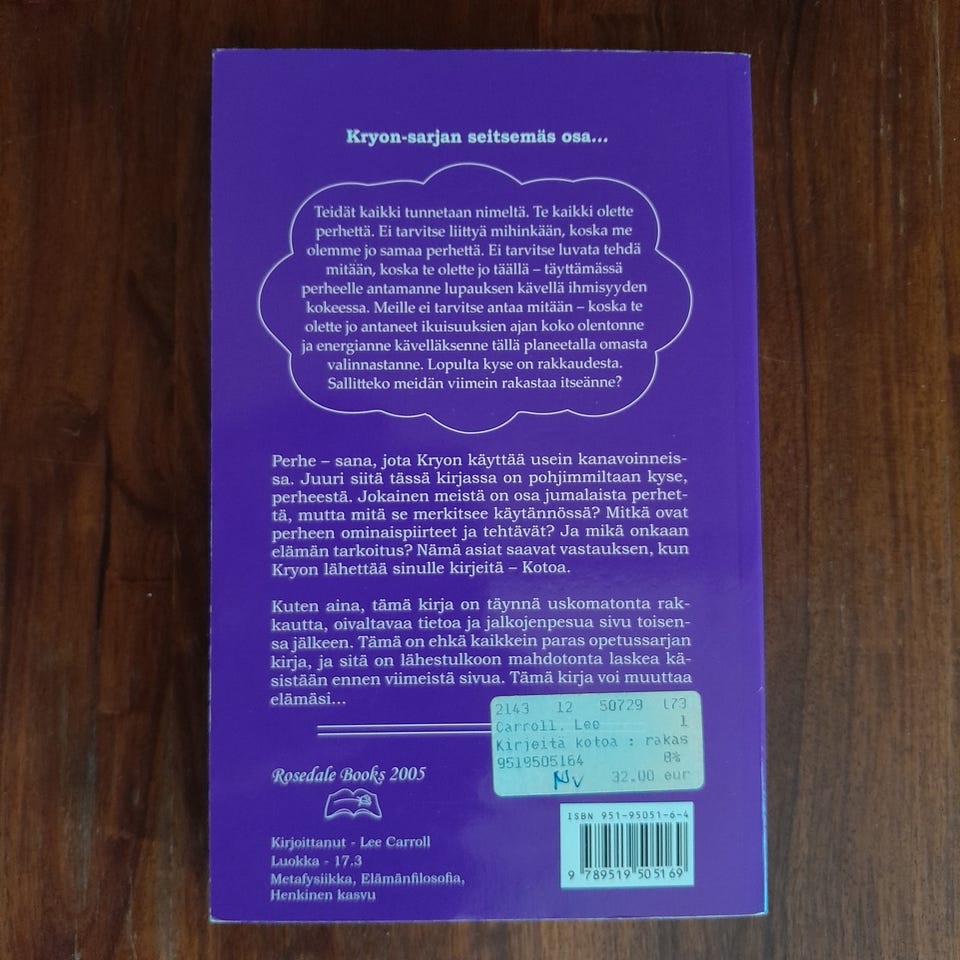 Kryon-sarjan seitsemäs osa...
Teidät kaikki tunnetaan nimeltä. Te kaikki olette
perhettä. Ei tarvitse liittyä mihinkään, koska me
olemme jo samaa perhettä. Ei tarvitse luvata tehdä
mitään, koska te olette jo täällä – täyttämässä
perheelle antamanne lupauksen kävellä ihmisyyden
kokeessa. Meille ei tarvitse antaa mitään – koska te
olette jo antaneet ikuisuuksien ajan koko olentonne
ja energianne kävelläksenne tällä planeetalla omasta
valinnastanne. Lopulta kyse on rakkaudesta.
Sallitteko meidän viimein rakastaa itseänne?
Perhe – sana, jota Kryon käyttää usein kanavoinneis-
sa. Juuri siitä tässä kirjassa on pohjimmiltaan kyse,
perheestä. Jokainen meistä on osa jumalaista perhet-
tä, mutta mitä se merkitsee käytännössä? Mitkä ovat
perheen ominaispiirteet ja tehtävät? Ja mikä onkaan
elämän tarkoitus? Nämä asiat saavat vastauksen, kun
Kryon lähettää sinulle kirjeitä – Kotoa.
Kuten aina, tämä kirja on täynnä uskomatonta rak-
kautta, oivaltavaa tietoa ja jalkojenpesua sivu toisen-
sa jälkeen. Tämä on ehkä kaikkein paras opetussarjan
kirja, ja sitä on lähestulkoon mahdotonta laskea kä-
sistään ennen viimeistä sivua. Tämä kirja voi muuttaa
elämäsi...
2143 12 50729 173
Carroll, Lee 1
Kirjeitä kotoa : rakas
9519505164 8%
Nv 32.00 eur
Rosedale Books 2005
ISBN 951-95051-6-4
9 789519 505169
Kirjoittanut - Lee Carroll
Luokka - 17.3
Metafysiikka, Elämänfilosofia,
Henkinen kasvu